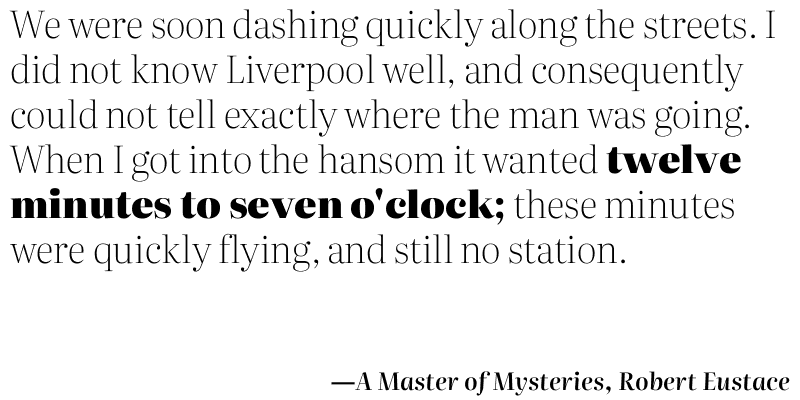 We were soon dashing quickly along the streets. I
did not know Liverpool well, and consequently
could not tell exactly where the man was going.
When I got into the hansom it wanted twelve
minutes to seven o'clock; these minutes
were quickly flying, and still no station.
—A Master of Mysteries, Robert Eustace